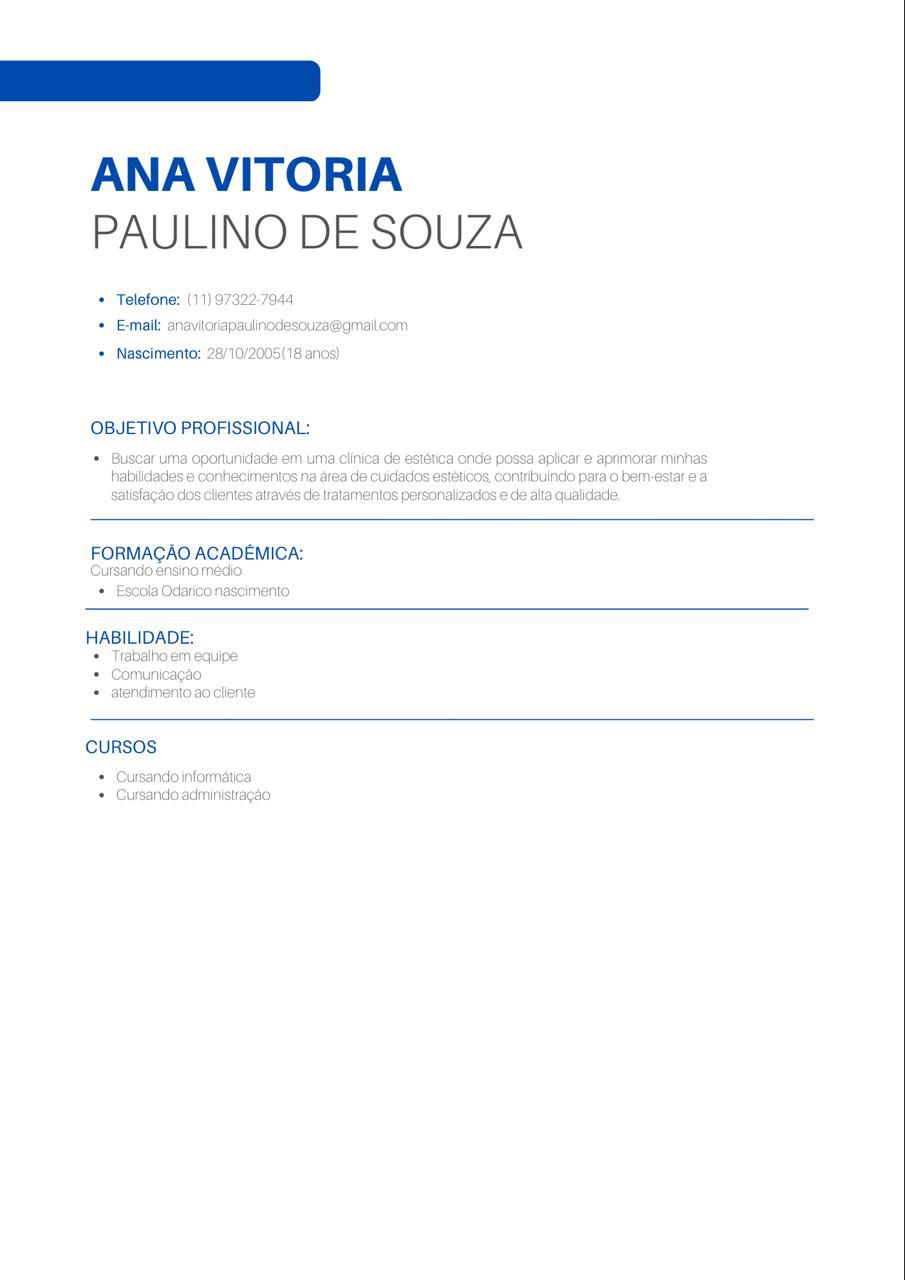 ANA VITORIA
PAULINO DE SOUZA
• Telefone: (11) 97322-7944
• E-mail: anavitoriapaulinodesouza@gmail.com
• Nascimento: 28/10/2005(18 anos)
OBJETIVO PROFISSIONAL:
• Buscar uma oportunidade em uma clínica de estética onde possa aplicar e aprimorar minhas
habilidades e conhecimentos na área de cuidados estéticos, contribuindo para o bem-estar e a
satisfação dos clientes através de tratamentos personalizados e de alta qualidade.
FORMAÇÃO ACADÊMICA:
Cursando ensino médio
• Escola Odarico nascimento
HABILIDADE:
• Trabalho em equipe
• Comunicação
• atendimento ao cliente
CURSOS
• Cursando informática
• Cursando administração